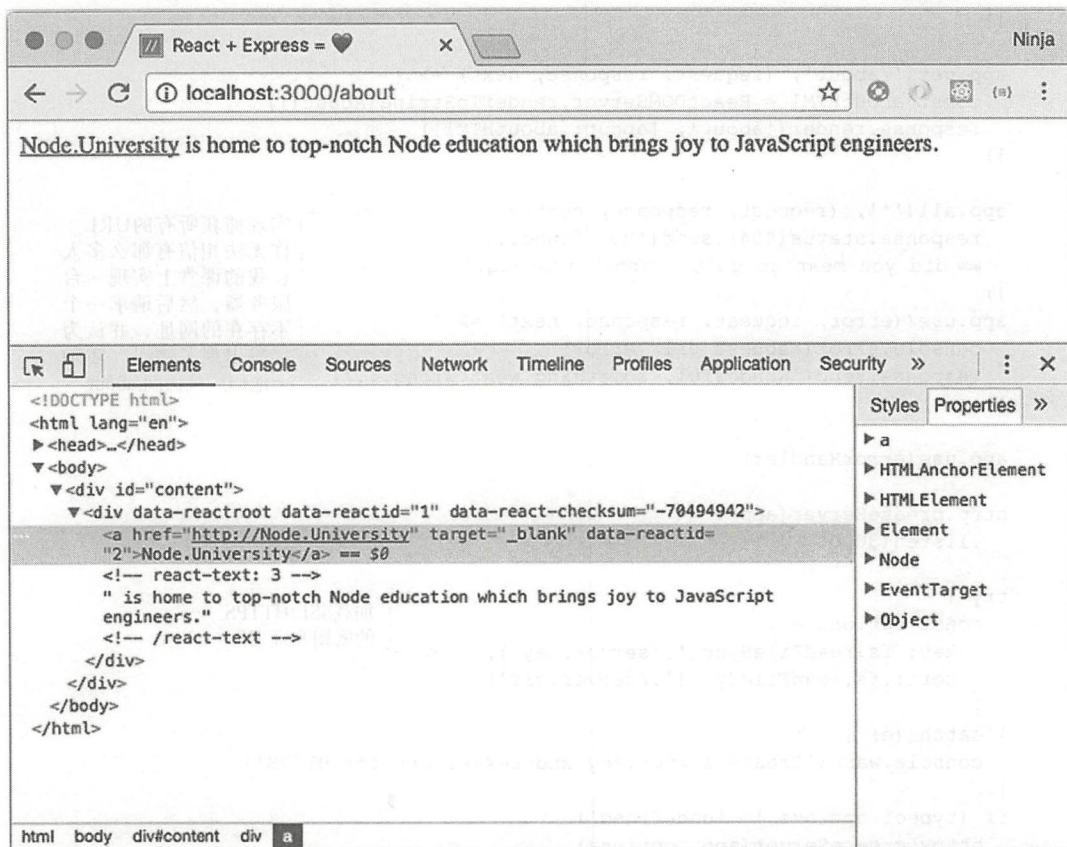 React + Express = 🖤
Ninja
localhost:3000/about
Node.University is home to top-notch Node education which brings joy to JavaScript engineers.
Elements Console Sources Network Timeline Profiles Application Security »
<!DOCTYPE html>
<html lang="en">
▶<head>…</head>
▼<body>
▼<div id="content">
▼<div data-reactroot data-reactid="1" data-react-checksum="-70494942">
<a href="http://Node.University" target="_blank" data-reactid=
"2">Node.University</a> == $0
<!-- react-text: 3 -->
" is home to top-notch Node education which brings joy to JavaScript
engineers."
<!-- /react-text -->
</div>
</div>
</body>
</html>
html body div#content div a
Styles Properties »
▶a
▶HTMLAnchorElement
▶HTMLElement
▶Element
▶Node
▶EventTarget
▶Object